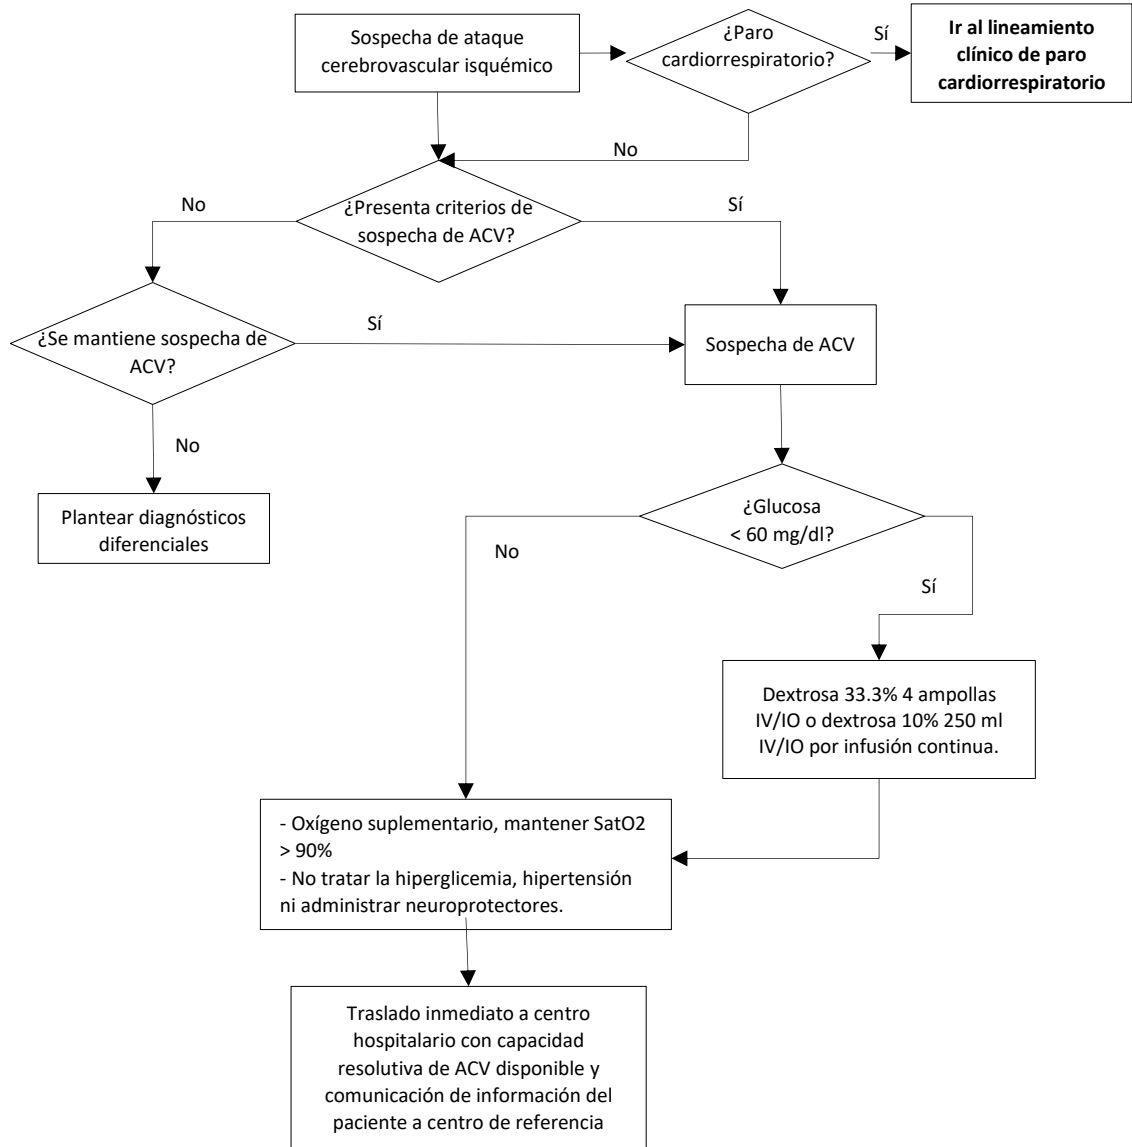 Sospecha de ataque
cerebrovascular isquémico
¿Paro
cardiorrespiratorio?
Sí
Ir al lineamiento
clínico de paro
cardiorrespiratorio
No
No
¿Presenta criterios de
sospecha de ACV?
Sí
¿Se mantiene sospecha de
ACV?
Sí
Sospecha de ACV
No
Plantear diagnósticos
diferenciales
¿Glucosa
< 60 mg/dl?
No
Sí
Dextrosa 33.3% 4 ampollas
IV/IO o dextrosa 10% 250 ml
IV/IO por infusión continua.
- Oxígeno suplementario, mantener SatO2
> 90%
- No tratar la hiperglicemia, hipertensión
ni administrar neuroprotectores.
Traslado inmediato a centro
hospitalario con capacidad
resolutiva de ACV disponible y
comunicación de información del
paciente a centro de referencia